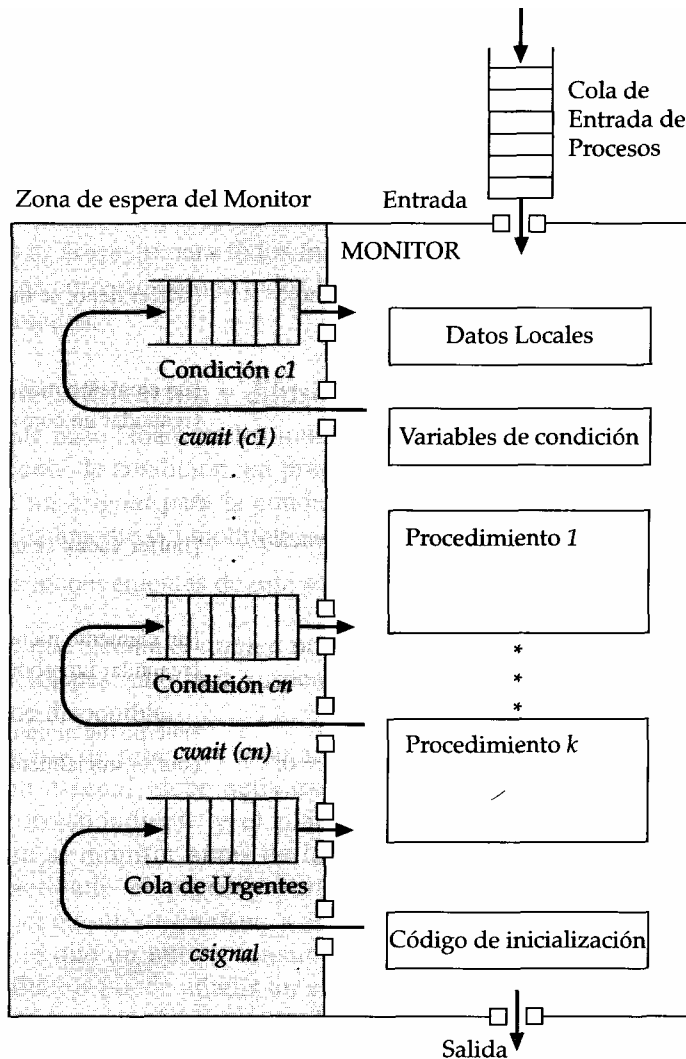 Cola de
Entrada de
Procesos
Zona de espera del Monitor
Entrada
MONITOR
Condición c1
cwait (c1)
Datos Locales
Variables de condición
Procedimiento 1
*
*
*
Condición cn
cwait (cn)
Procedimiento k
Cola de Urgentes
csignal
Código de inicialización
Salida